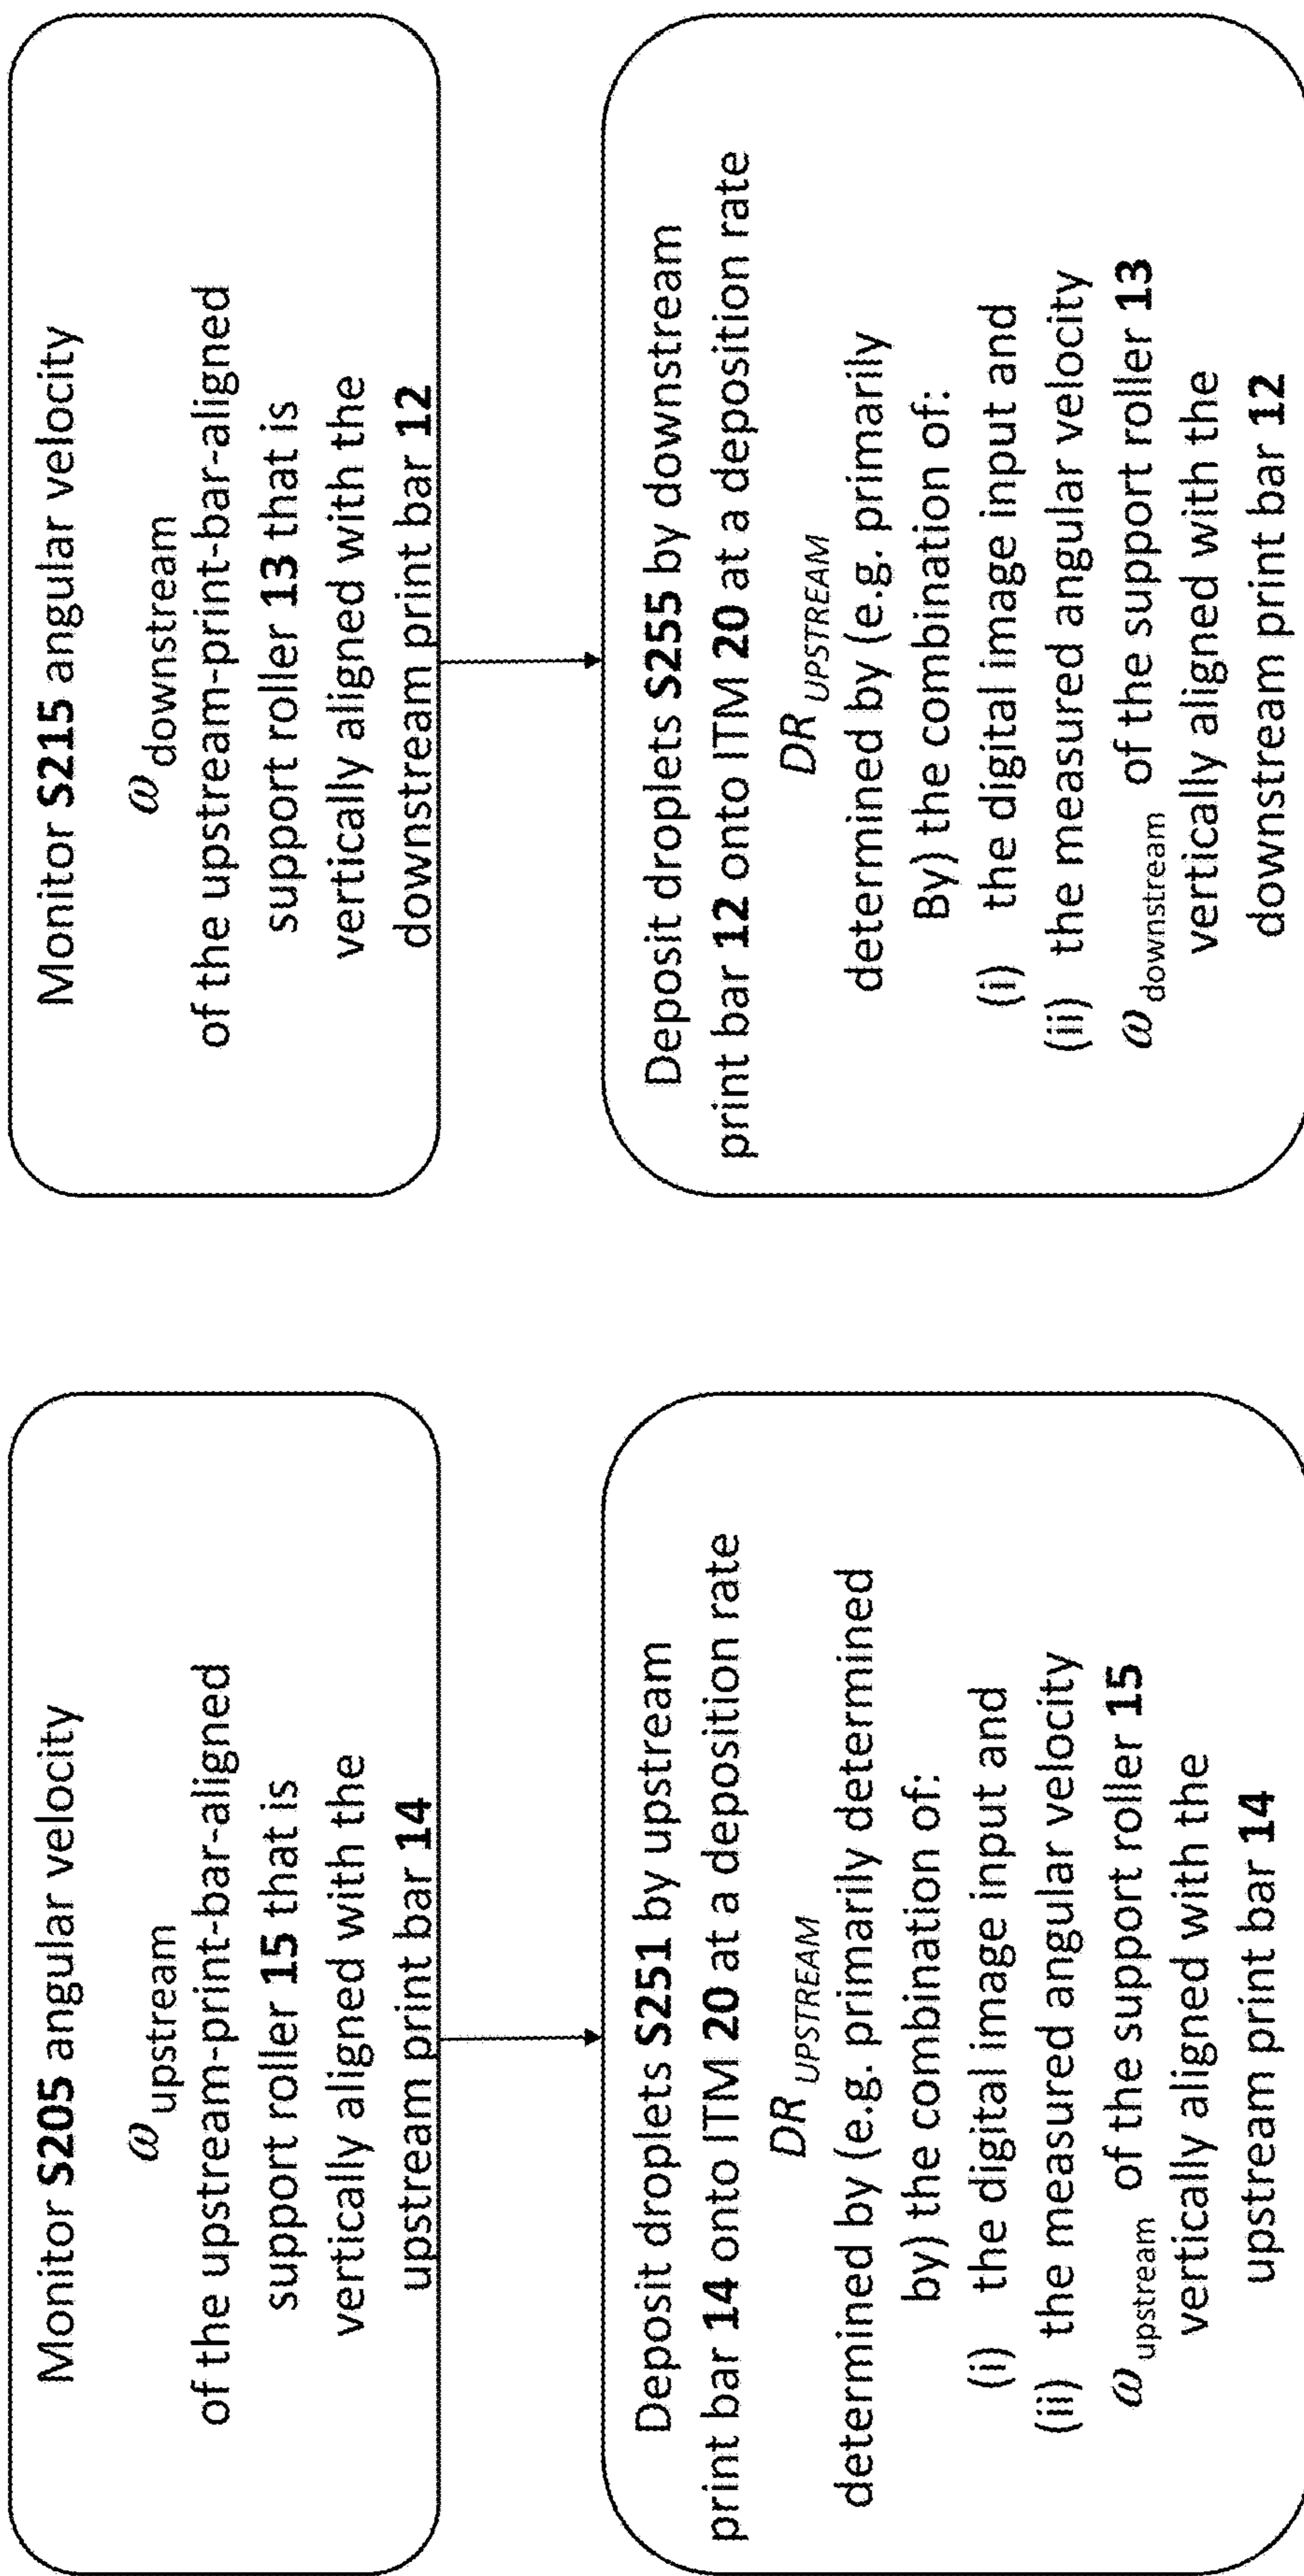 Monitor S205 angular velocity
ω upstream
of the upstream-print-bar-aligned
support roller 15 that is
vertically aligned with the
upstream print bar 14
Deposit droplets S251 by upstream
print bar 14 onto ITM 20 at a deposition rate
DR UPSTREAM
determined by (e.g. primarily determined
by) the combination of:
(i) the digital image input and
(ii) the measured angular velocity
ω upstream of the support roller 15
vertically aligned with the
upstream print bar 14
Monitor S215 angular velocity
ω downstream
of the upstream-print-bar-aligned
support roller 13 that is
vertically aligned with the
downstream print bar 12
Deposit droplets S255 by downstream
print bar 12 onto ITM 20 at a deposition rate
DR UPSTREAM
determined by (e.g. primarily
By) the combination of:
(i) the digital image input and
(ii) the measured angular velocity
ω downstream of the support roller 13
vertically aligned with the
downstream print bar 12